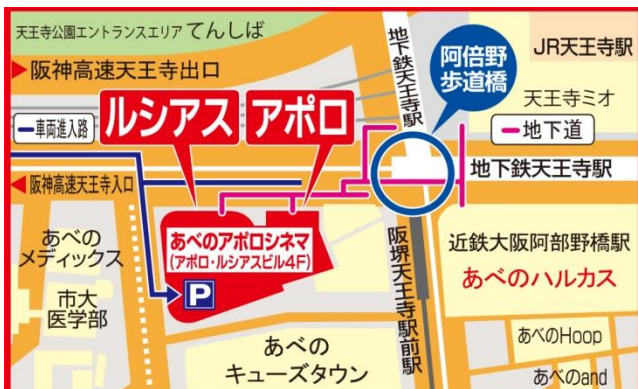 天王寺公園エントランスエリア てんしば
阪神高速天王寺出口
車両進入路
ルシアス
アポロ
地下鉄天王寺駅
阿倍野
歩道橋
JR天王寺駅
天王寺ミオ
地下道
地下鉄天王寺駅
阪神高速天王寺入口
あべの
メディックス
市大
医学部
あべのアポロシネマ
(アポロ・ルシアスビル4F)
P
あべの
キューズタウン
阪堺天王寺駅前駅
近鉄大阪阿部野橋駅
あべのハルカス
あべのHoop
あべのand